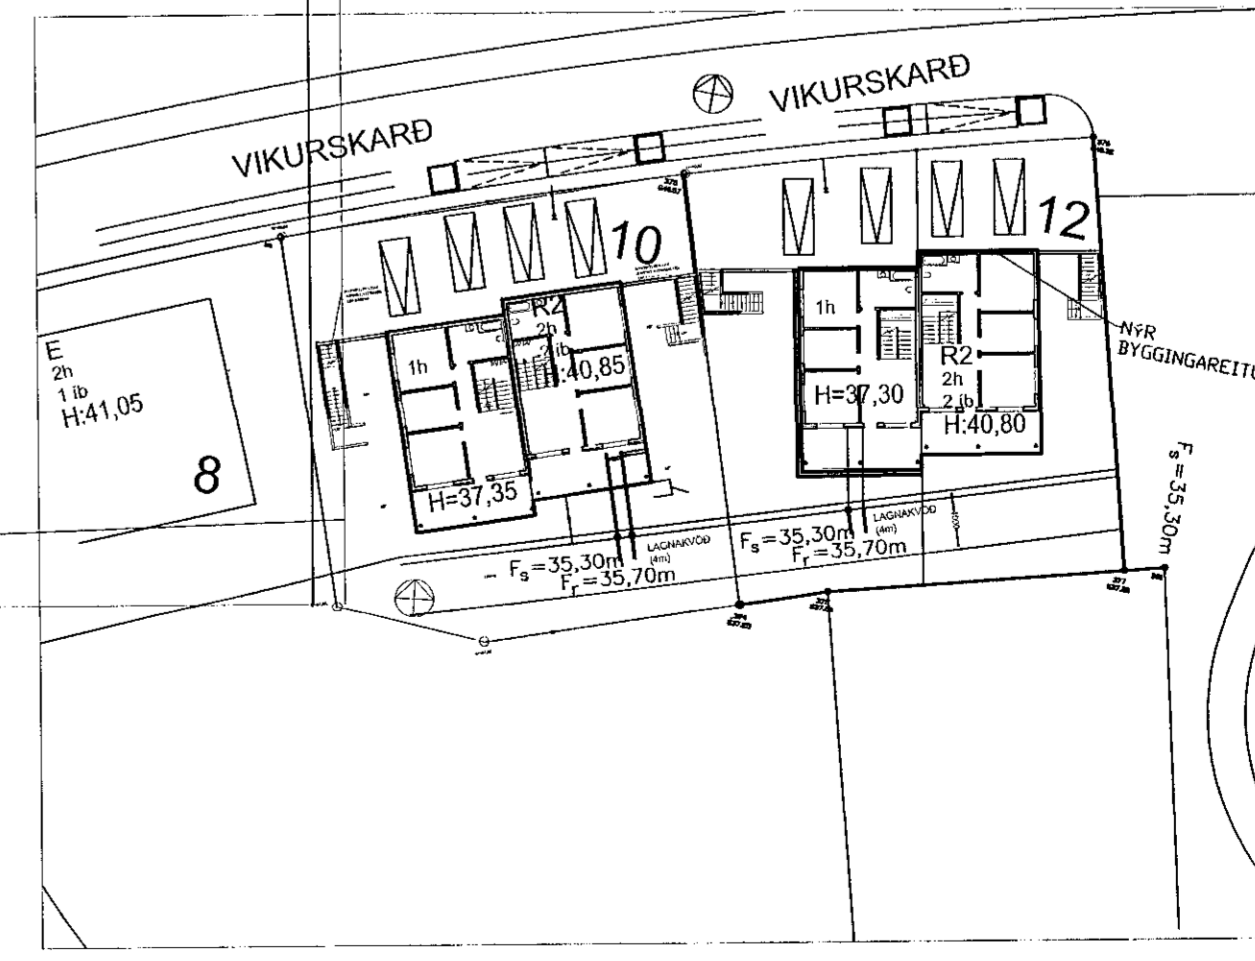 VIKURSKARÐ
VIKURSKARÐ
10
12
E
2h
1 íb
H:41,05
8
1h
R2
2h
2 íb
H:40,85
H=37,35
1h
R2
2h
2 íb
H=37,30
H:40,80
NÝR
BYGGINGAREITU
Fs=35,30m
Fr=35,70m
LAGNAKVÖÐ
(4m)
Fs=35,30m
Fr=35,70m
LAGNAKVÖÐ
(4m)
Fs=35,30m